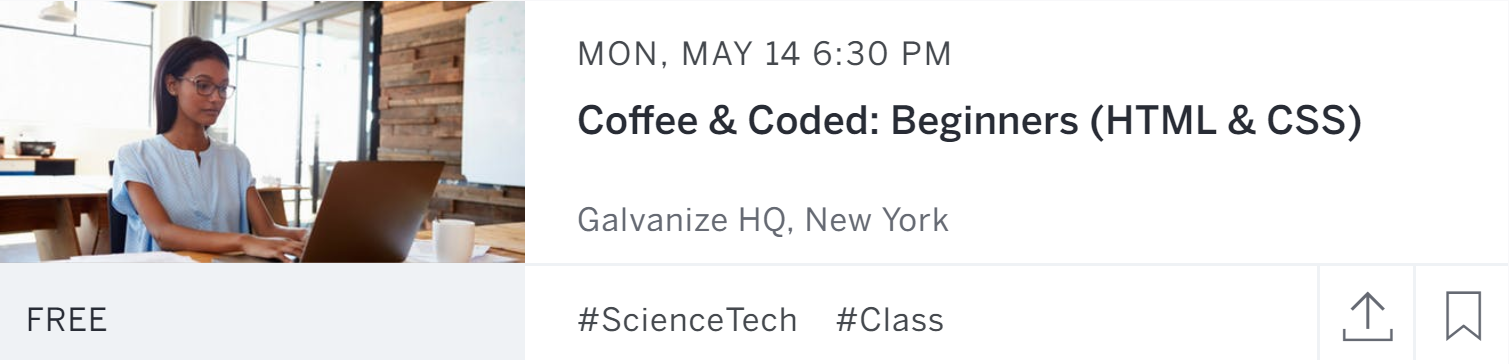 MON, MAY 14 6:30 PM
Coffee & Coded: Beginners (HTML & CSS)
Galvanize HQ, New York
FREE
#ScienceTech #Class